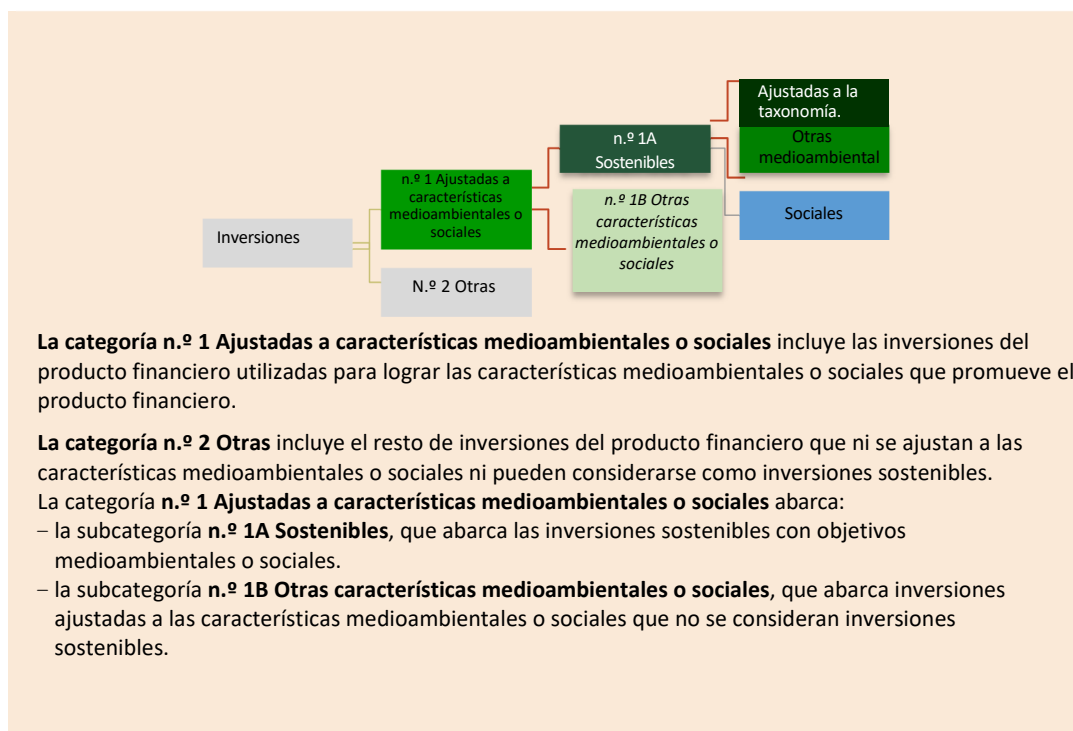 Inversiones
n.º 1 Ajustadas a
características
medioambientales o
sociales
N.º 2 Otras
n.º 1A
Sostenibles
n.º 1B Otras
características
medioambientales o
sociales
Ajustadas a la
taxonomía.
Otras
medioambiental
Sociales
La categoría n.º 1 Ajustadas a características medioambientales o sociales incluye las inversiones del
producto financiero utilizadas para lograr las características medioambientales o sociales que promueve el
producto financiero.
La categoría n.º 2 Otras incluye el resto de inversiones del producto financiero que ni se ajustan a las
características medioambientales o sociales ni pueden considerarse como inversiones sostenibles.
La categoría n.º 1 Ajustadas a características medioambientales o sociales abarca:
– la subcategoría n.º 1A Sostenibles, que abarca las inversiones sostenibles con objetivos
medioambientales o sociales.
– la subcategoría n.º 1B Otras características medioambientales o sociales, que abarca inversiones
ajustadas a las características medioambientales o sociales que no se consideran inversiones
sostenibles.